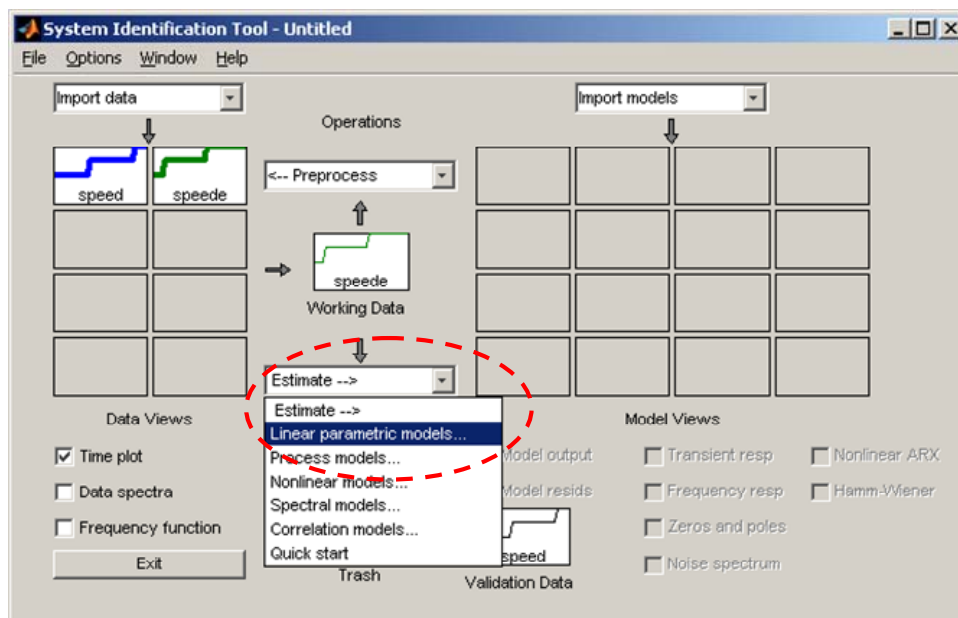 System Identification Tool - Untitled
File Options Window Help
Import data
Import models
Operations
speed
speede
<-- Preprocess
speede
Working Data
Estimate -->
Estimate -->
Linear parametric models...
Process models...
Nonlinear models...
Spectral models...
Correlation models...
Quick start
Data Views
Time plot
Data spectra
Frequency function
Exit
Trash
Model Views
Model output
Transient resp
Nonlinear ARX
Model resids
Frequency resp
Hamm-Wiener
Zeros and poles
Noise spectrum
speed
Validation Data